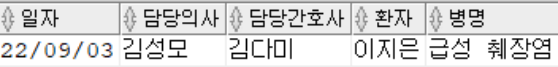 일자 담당의사 담당간호사 환자 병명
22/09/03 김성모 김다미 이지은 급성 췌장염